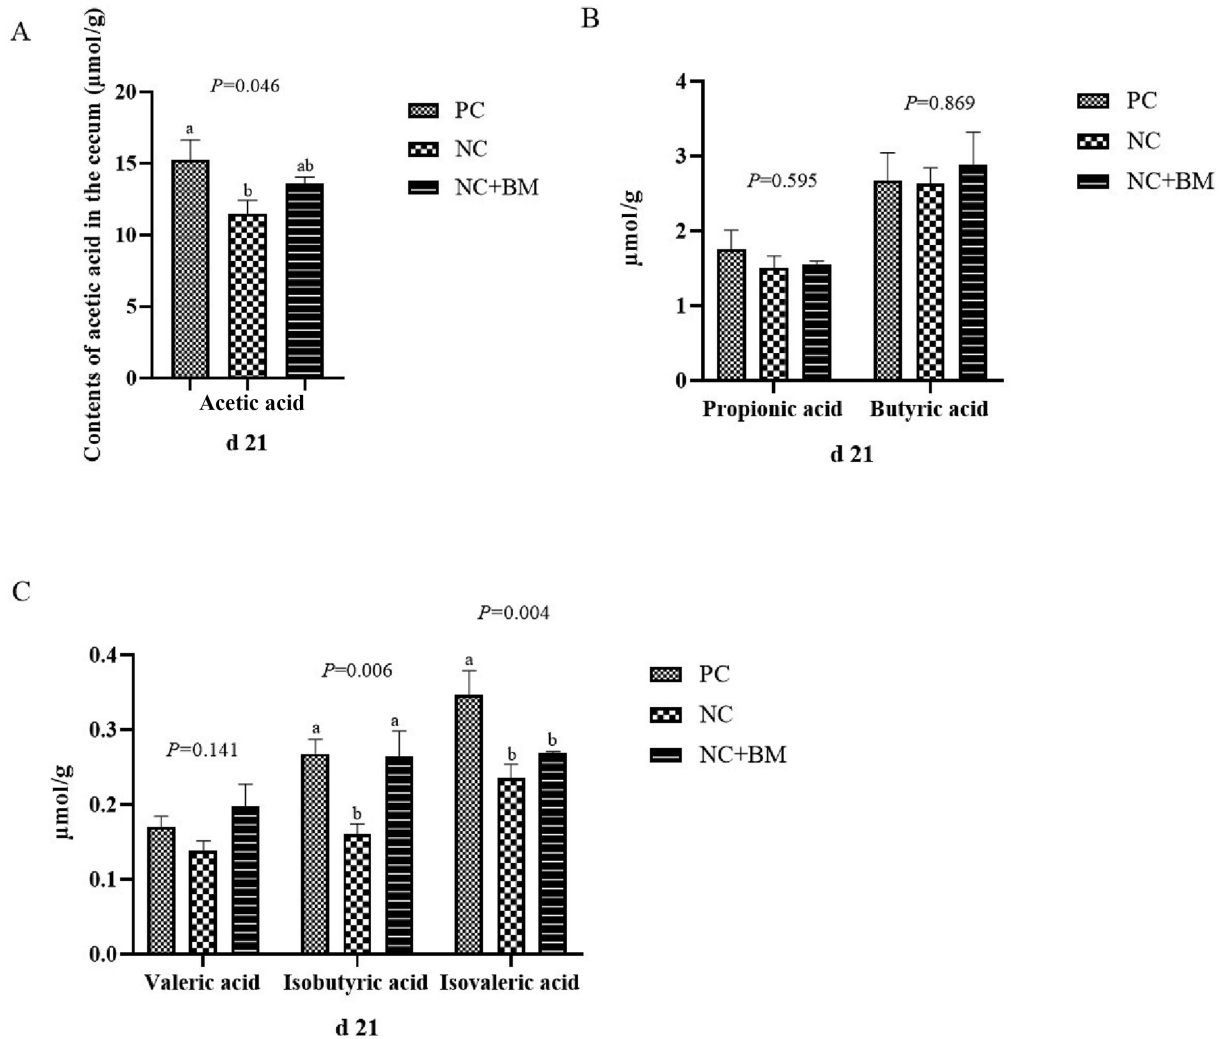 A
Contents of acetic acid in the cecum (µmol/g)
P=0.046
20
15
10
5
0
a
b
ab
Acetic acid
d 21
PC
NC
NC+BM
B
µmol/g
4
3
2
1
0
P=0.595
P=0.869
Propionic acid Butyric acid
d 21
PC
NC
NC+BM
C
µmol/g
0.4
0.3
0.2
0.1
0.0
P=0.141
P=0.006
P=0.004
a
b
a
a
b
b
Valeric acid Isobutyric acid Isovaleric acid
d 21
PC
NC
NC+BM